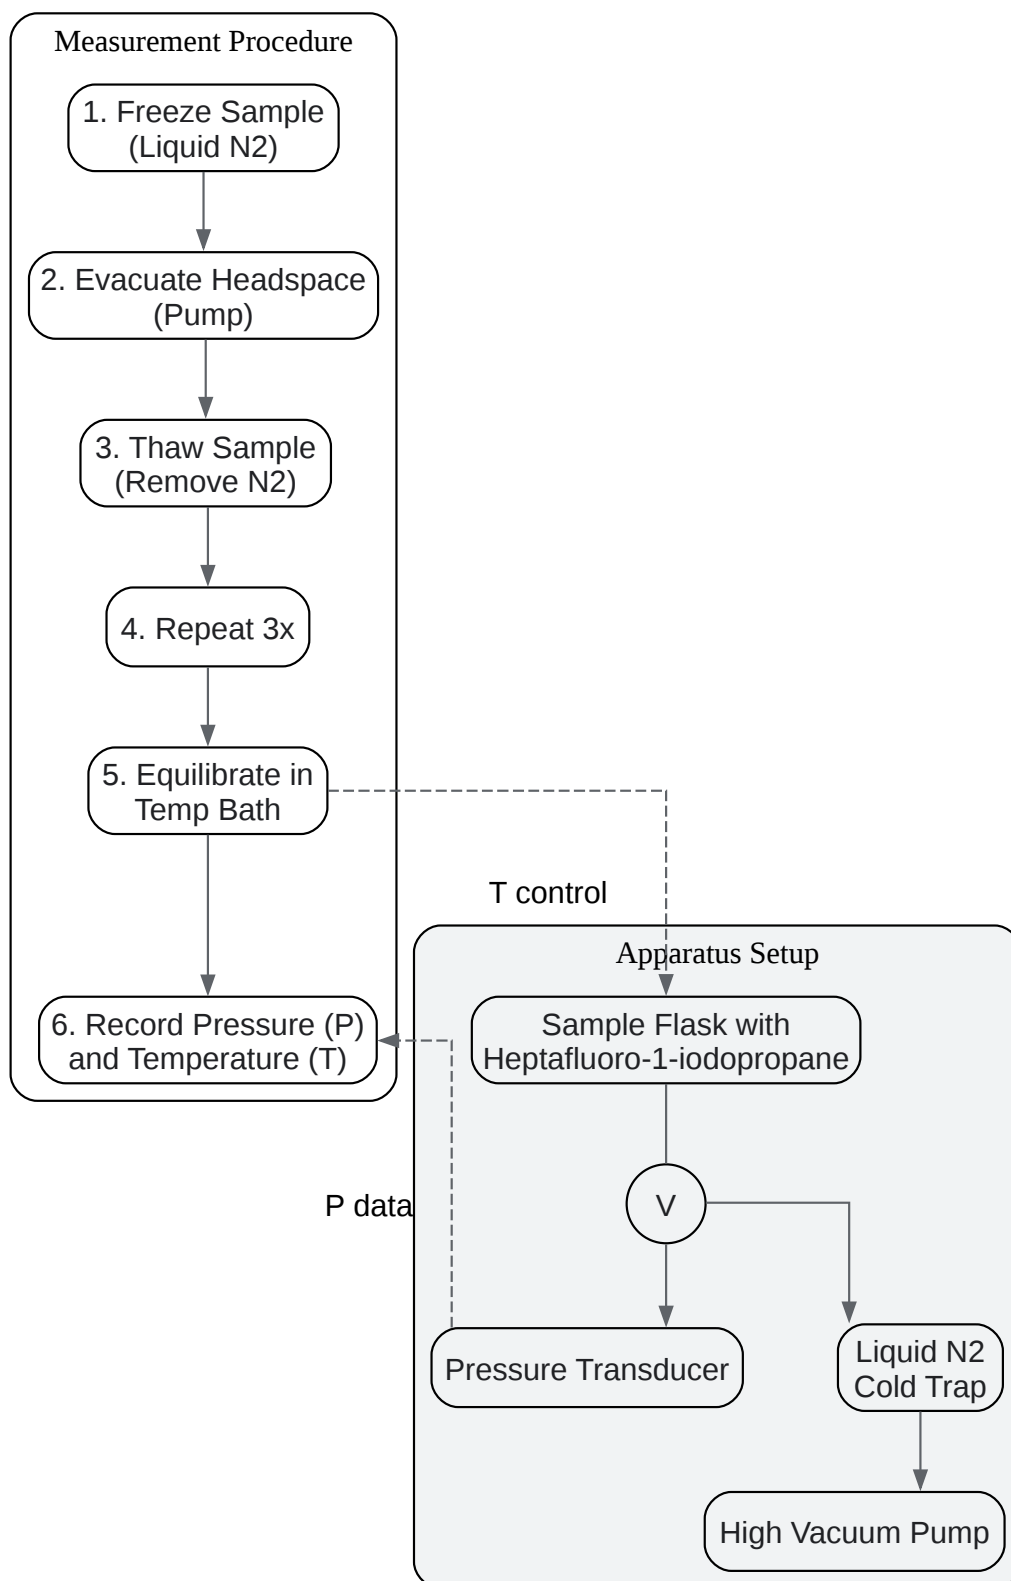 Measurement Procedure
1. Freeze Sample
(Liquid N2)
2. Evacuate Headspace
(Pump)
3. Thaw Sample
(Remove N2)
4. Repeat 3x
5. Equilibrate in
Temp Bath
6. Record Pressure (P)
and Temperature (T)
T control
P data
Apparatus Setup
Sample Flask with
Heptafluoro-1-iodopropane
V
Pressure Transducer
Liquid N2
Cold Trap
High Vacuum Pump